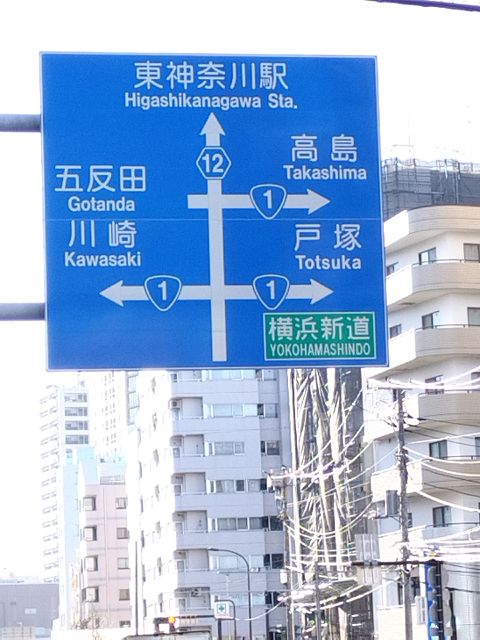 東神奈川駅
Higashikanagawa Sta.
12
高島
Takashima
五反田
Gotanda
1
川崎
Kawasaki
戸塚
Totsuka
1
1
横浜新道
YOKOHAMASHINDO